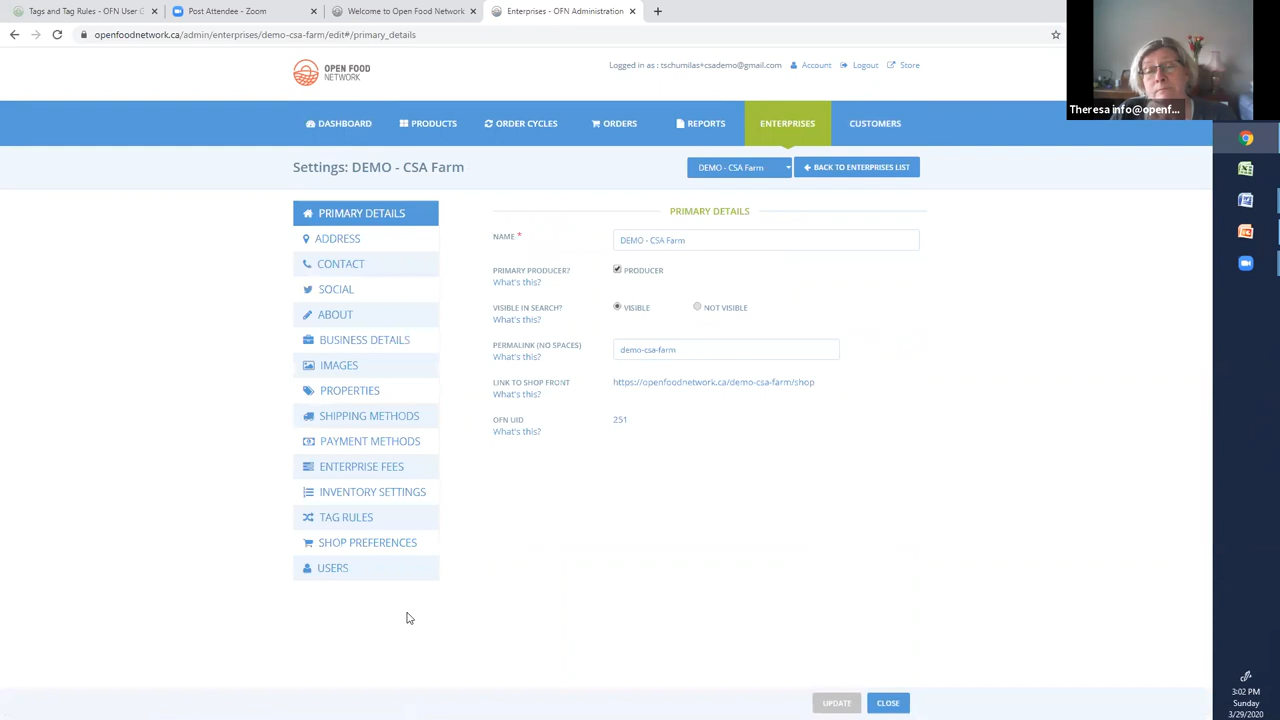 Tags and Tag Rules - OFN User G
Post Attendee - Zoom
Welcome to Open Food Network
Enterprises - OFN Administration
openfoodnetwork.ca/admin/enterprises/demo-csa-farm/edit#/primary_details
OPEN FOOD
NETWORK
Logged in as : tschumilas+csademo@gmail.com
Account
Logout
Store
Theresa info@openf...
DASHBOARD
PRODUCTS
ORDER CYCLES
ORDERS
REPORTS
ENTERPRISES
CUSTOMERS
Settings: DEMO - CSA Farm
DEMO - CSA Farm
BACK TO ENTERPRISES LIST
PRIMARY DETAILS
ADDRESS
CONTACT
SOCIAL
ABOUT
BUSINESS DETAILS
IMAGES
PROPERTIES
SHIPPING METHODS
PAYMENT METHODS
ENTERPRISE FEES
INVENTORY SETTINGS
TAG RULES
SHOP PREFERENCES
USERS
PRIMARY DETAILS
NAME *
DEMO - CSA Farm
PRIMARY PRODUCER?
What's this?
PRODUCER
VISIBLE IN SEARCH?
What's this?
VISIBLE
NOT VISIBLE
PERMALINK (NO SPACES)
What's this?
demo-csa-farm
LINK TO SHOP FRONT
What's this?
https://openfoodnetwork.ca/demo-csa-farm/shop
OFN UID
What's this?
251
UPDATE
CLOSE
3:02 PM
Sunday
3/29/2020